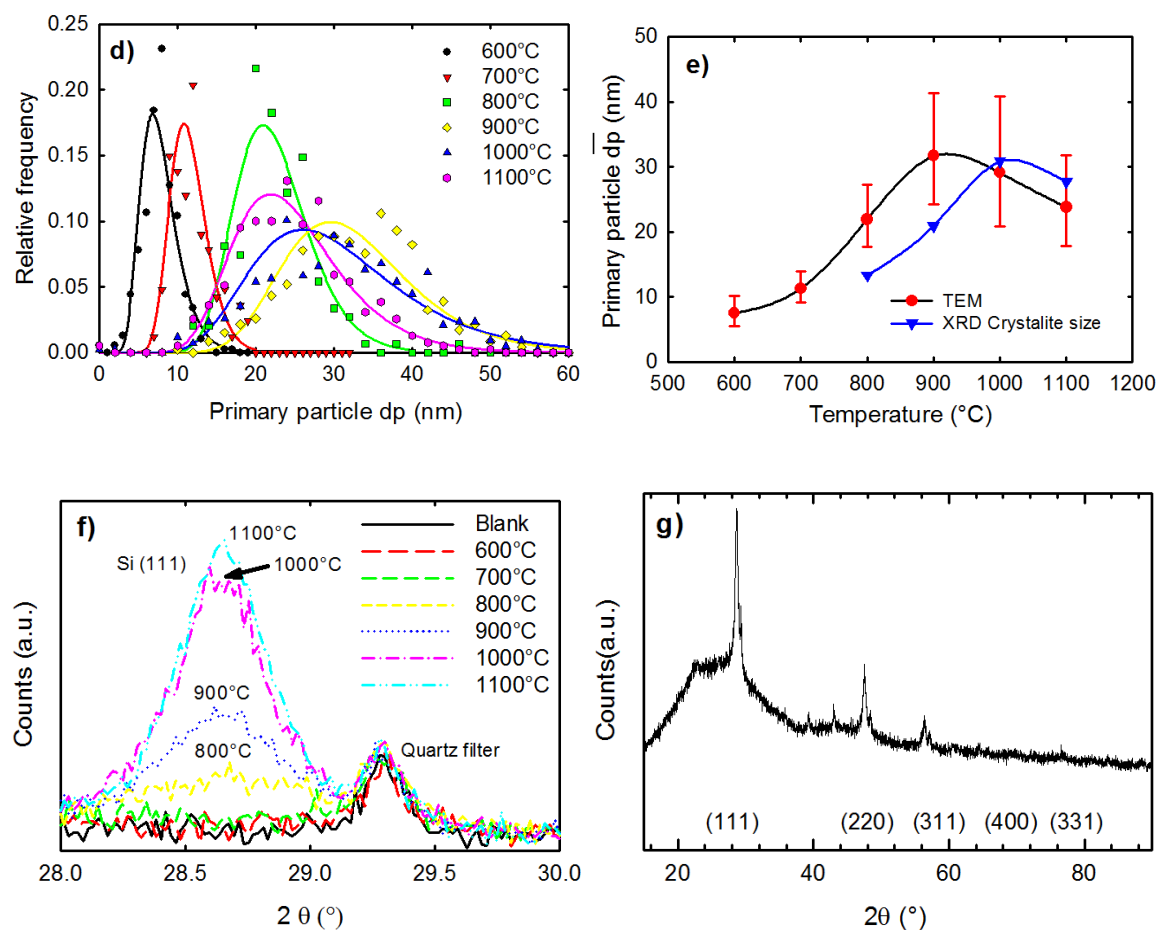 d)
0.25
0.20
0.15
0.10
0.05
0.00
Relative frequency
600°C
700°C
800°C
900°C
1000°C
1100°C
0 10 20 30 40 50 60
Primary particle dp (nm)
e)
50
40
30
20
10
0
Primary particle dp (nm)
TEM
XRD Crystalite size
500 600 700 800 900 1000 1100 1200
Temperature (°C)
f)
Counts (a.u.)
1100°C
Si (111)
1000°C
900°C
800°C
Quartz filter
Blank
600°C
700°C
800°C
900°C
1000°C
1100°C
28.0 28.5 29.0 29.5 30.0
2 θ (°)
g)
Counts(a.u.)
(111) (220) (311) (400) (331)
20 40 60 80
2θ (°)